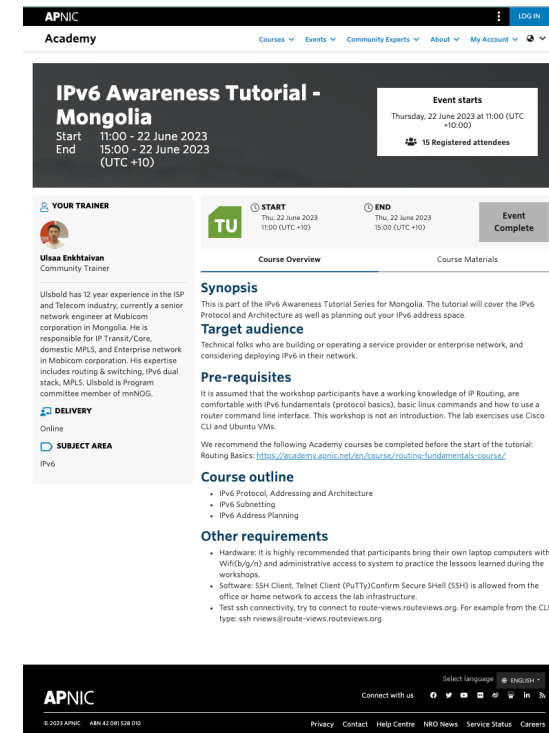 APNIC
LOG IN
Academy
Courses
Events
Community Experts
About
My Account
IPv6 Awareness Tutorial -
Mongolia
Start 11:00 - 22 June 2023
End 15:00 - 22 June 2023
(UTC +10)
Event starts
Thursday, 22 June 2023 at 11:00 (UTC
+10:00)
15 Registered attendees
YOUR TRAINER
Ulsaa Enkhtaivan
Community Trainer
Ulsbold has 12 year experience in the ISP
and Telecom industry, currently a senior
network engineer at Mobicom
corporation in Mongolia. He is
responsible for IP Transit/Core,
domestic MPLS, and Enterprise network
in Mobicom corporation. His expertise
includes routing & switching, IPv6 dual
stack, MPLS. Ulsbold is Program
committee member of mnNOG.
DELIVERY
Online
SUBJECT AREA
IPv6
TU
START
Thu, 22 June 2023
11:00 (UTC +10)
END
Thu, 22 June 2023
15:00 (UTC +10)
Event
Complete
Course Overview
Course Materials
Synopsis
This is part of the IPv6 Awareness Tutorial Series for Mongolia. The tutorial will cover the IPv6
Protocol and Architecture as well as planning out your IPv6 address space.
Target audience
Technical folks who are building or operating a service provider or enterprise network, and
considering deploying IPv6 in their network.
Pre-requisites
It is assumed that the workshop participants have a working knowledge of IP Routing, are
comfortable with IPv6 fundamentals (protocol basics), basic linux commands and how to use a
router command line interface. This workshop is not an introduction. The lab exercises use Cisco
CLI and Ubuntu VMs.
We recommend the following Academy courses be completed before the start of the tutorial:
Routing Basics: https://academy.apnic.net/en/course/routing-fundamentals-course/
Course outline
• IPv6 Protocol, Addressing and Architecture
• IPv6 Subnetting
• IPv6 Address Planning
Other requirements
• Hardware: It is highly recommended that participants bring their own laptop computers with
Wifi(b/g/n) and administrative access to system to practice the lessons learned during the
workshops.
• Software: SSH Client, Telnet Client (PuTTy)Confirm Secure SHell (SSH) is allowed from the
office or home network to access the lab infrastructure.
• Test ssh connectivity, try to connect to route-views.routeviews.org. For example from the CLI
type: ssh rviews@route-views.routeviews.org
Select language
ENGLISH
APNIC
Connect with us
© 2023 APNIC ABN 42 081 528 010
Privacy Contact Help Centre NRO News Service Status Careers